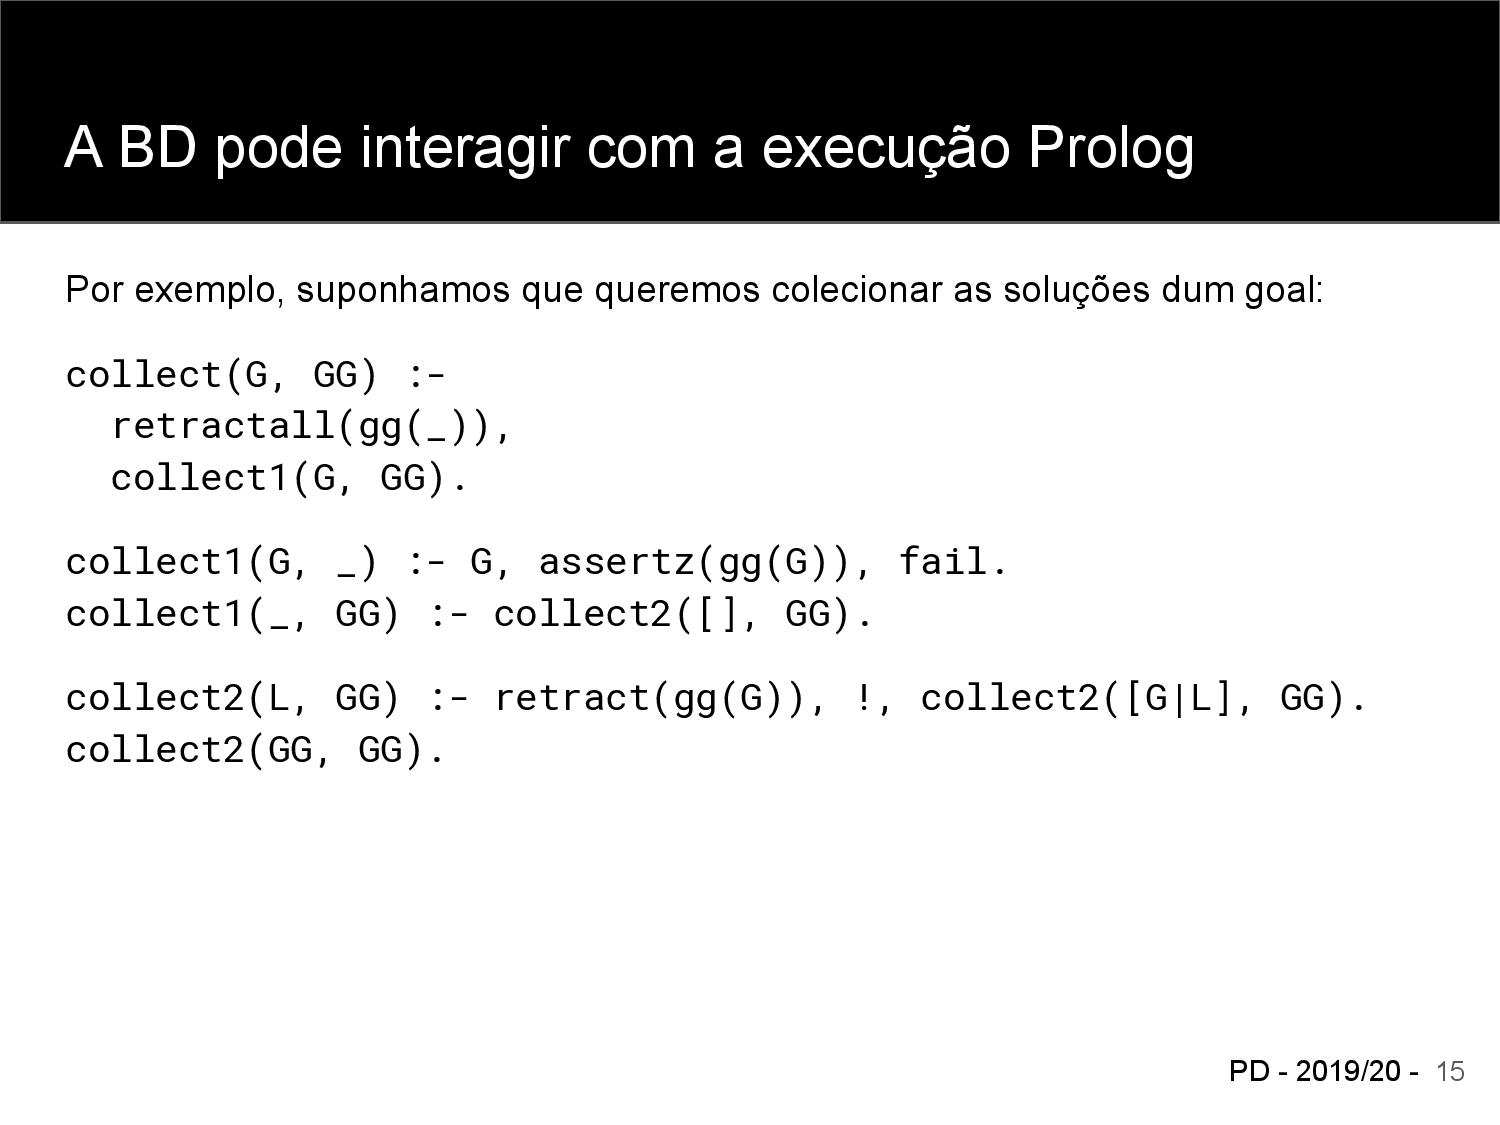 A BD pode interagir com a execução Prolog
Por exemplo, suponhamos que queremos colecionar as soluções dum goal:
collect(G, GG) :-
  retractall(gg(_)),
  collect1(G, GG).
collect1(G, _) :- G, assertz(gg(G)), fail.
collect1(_, GG) :- collect2([], GG).
collect2(L, GG) :- retract(gg(G)), !, collect2([G|L], GG).
collect2(GG, GG).
PD - 2019/20 - 15